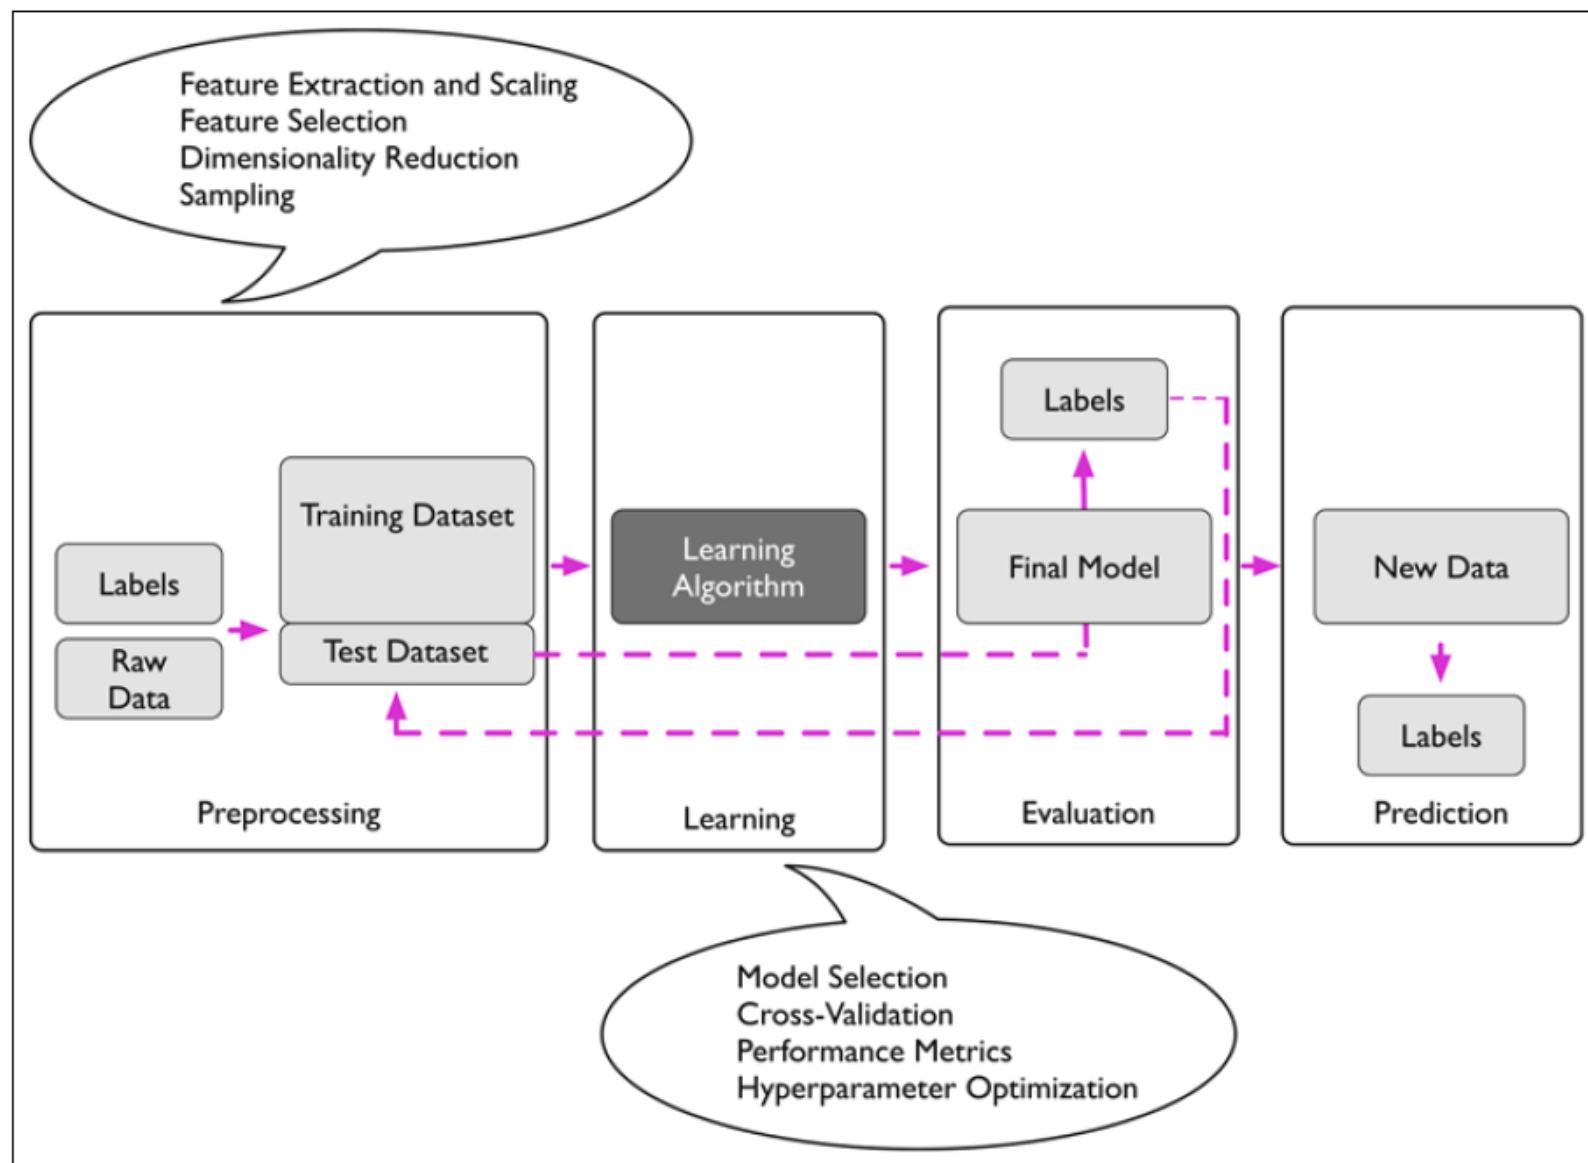 Feature Extraction and Scaling
Feature Selection
Dimensionality Reduction
Sampling
Labels
Raw
Data
Training Dataset
Test Dataset
Preprocessing
Learning
Algorithm
Learning
Labels
Final Model
Evaluation
New Data
Labels
Prediction
Model Selection
Cross-Validation
Performance Metrics
Hyperparameter Optimization